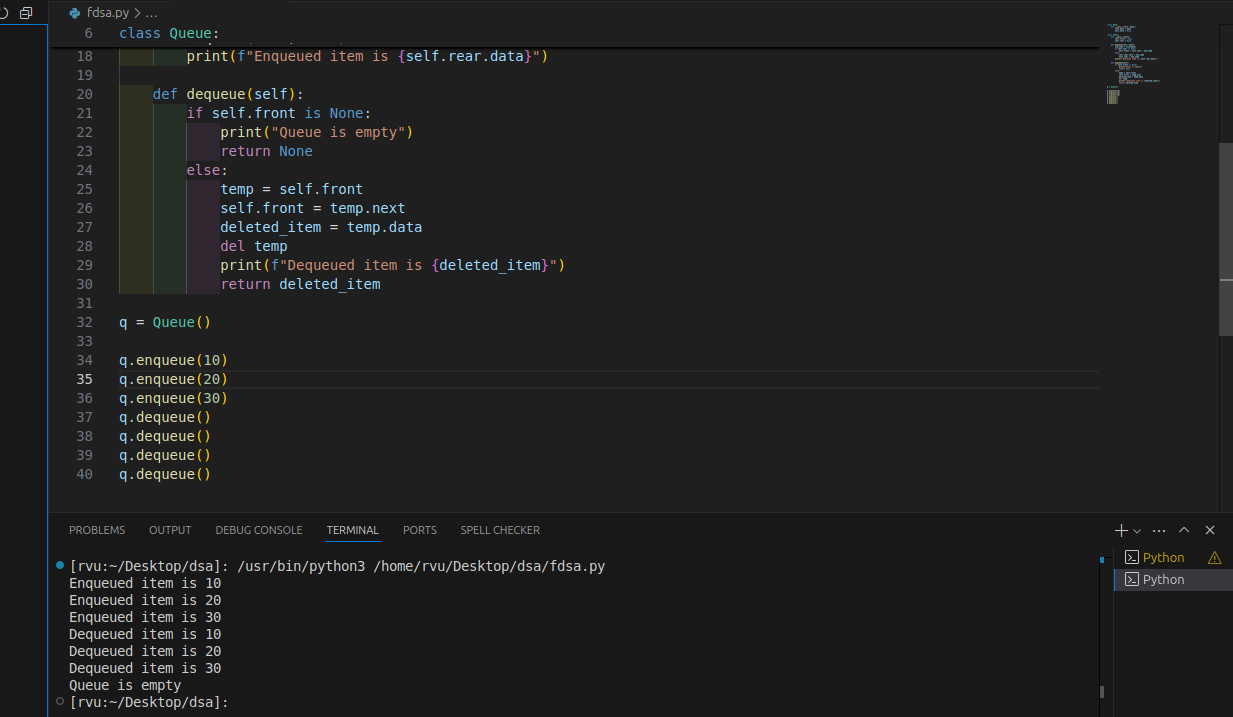 fdsa.py > ...
6 class Queue:
18 print(f"Enqueued item is {self.rear.data}")
19
20 def dequeue(self):
21 if self.front is None:
22 print("Queue is empty")
23 return None
24 else:
25 temp = self.front
26 self.front = temp.next
27 deleted_item = temp.data
28 del temp
29 print(f"Dequeued item is {deleted_item}")
30 return deleted_item
31
32 q = Queue()
33
34 q.enqueue(10)
35 q.enqueue(20)
36 q.enqueue(30)
37 q.dequeue()
38 q.dequeue()
39 q.dequeue()
40 q.dequeue()
PROBLEMS OUTPUT DEBUG CONSOLE TERMINAL PORTS SPELL CHECKER
[rvu:~/Desktop/dsa]: /usr/bin/python3 /home/rvu/Desktop/dsa/fdsa.py
Enqueued item is 10
Enqueued item is 20
Enqueued item is 30
Dequeued item is 10
Dequeued item is 20
Dequeued item is 30
Queue is empty
[rvu:~/Desktop/dsa]:
Python
Python